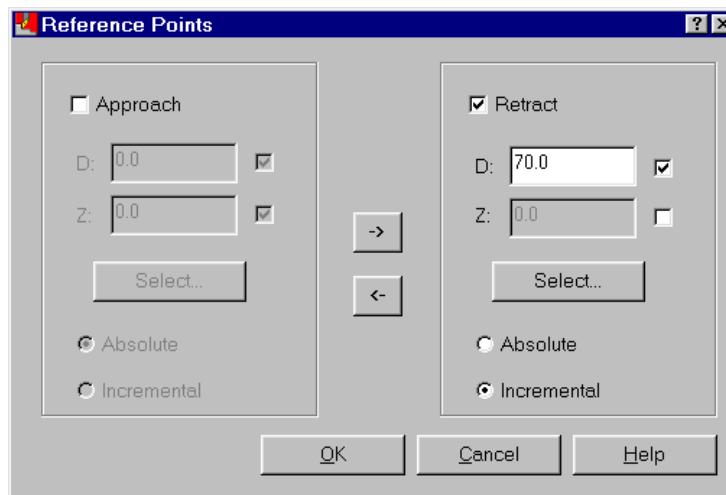 Reference Points
Approach
D: 0.0
Z: 0.0
Select...
Absolute
Incremental
->
<-
Retract
D: 70.0
Z: 0.0
Select...
Absolute
Incremental
OK Cancel Help